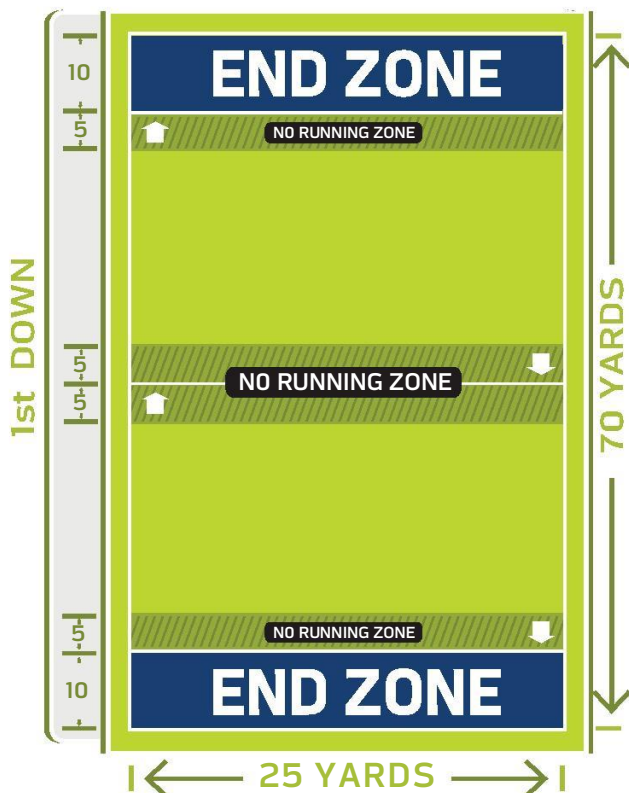 10
END ZONE
5
NO RUNNING ZONE
1st DOWN
70 YARDS
5
NO RUNNING ZONE
5
5
NO RUNNING ZONE
10
END ZONE
25 YARDS